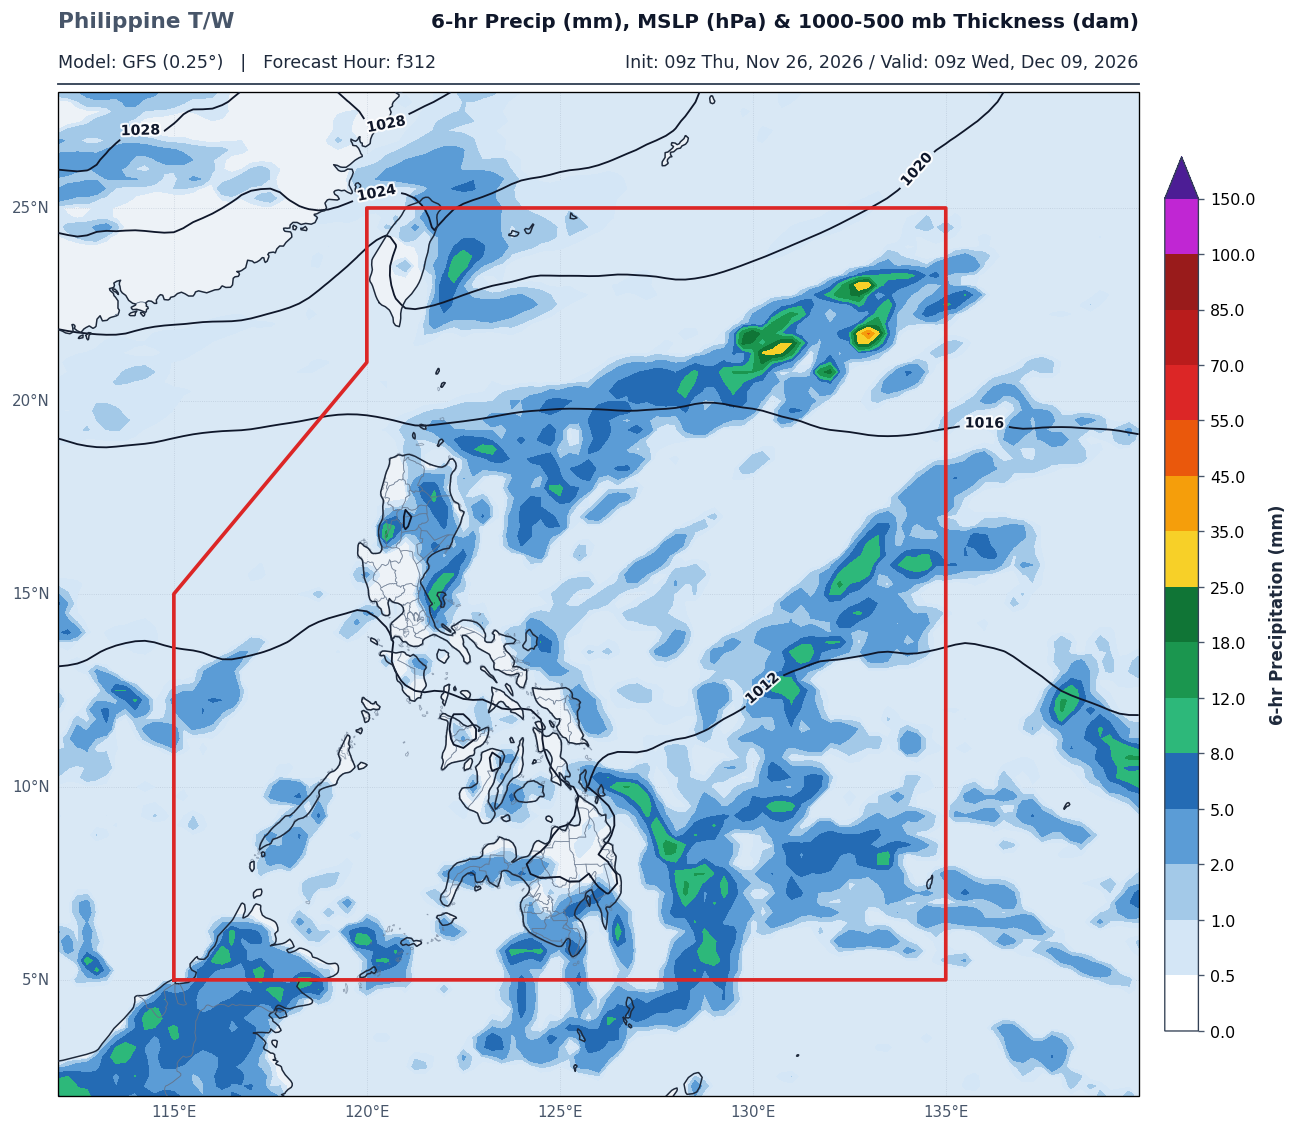 Philippine T/W
6-hr Precip (mm), MSLP (hPa) & 1000-500 mb Thickness (dam)
Model: GFS (0.25°)   |   Forecast Hour: f312
Init: 09z Thu, Nov 26, 2026 / Valid: 09z Wed, Dec 09, 2026
1028
1028
1024
1020
1016
1012
25°N
20°N
15°N
10°N
5°N
115°E
120°E
125°E
130°E
135°E
150.0
100.0
85.0
70.0
55.0
45.0
35.0
25.0
18.0
12.0
8.0
5.0
2.0
1.0
0.5
0.0
6-hr Precipitation (mm)